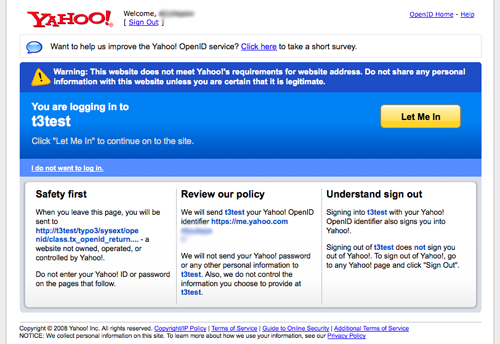 YAHOO!
Welcome,
[ Sign Out ]
OpenID Home - Help
Want to help us improve the Yahoo! OpenID service? Click here to take a short survey.
Warning: This website does not meet Yahoo!'s requirements for website address. Do not share any personal
information with this website unless you are certain that it is legitimate.
You are logging in to
t3test
Click "Let Me In" to continue on to the site.
Let Me In
I do not want to log in.
Safety first
When you leave this page, you will be
sent to
http://t3test/typo3/sysext/ope
nid/class.tx_openid_return.... - a
website not owned, operated, or
controlled by Yahoo!.
Do not enter your Yahoo! ID or password
on the pages that follow.
Review our policy
We will send t3test your Yahoo! OpenID
identifier https://me.yahoo.com
We will not send your Yahoo! password
or any other personal information to
t3test. Also, we do not control the
information you choose to provide at
t3test.
Understand sign out
Signing into t3test with your Yahoo!
OpenID identifier also signs you into
Yahoo!.
Signing out of t3test does not sign you
out of Yahoo!. To sign out of Yahoo!, go
to any Yahoo! page and click "Sign Out".
Copyright © 2008 Yahoo! Inc. All rights reserved. Copyright/IP Policy | Terms of Service | Guide to Online Security | Additional Terms of Service
NOTICE: We collect personal information on this site. To learn more about how we use your information, see our Privacy Policy